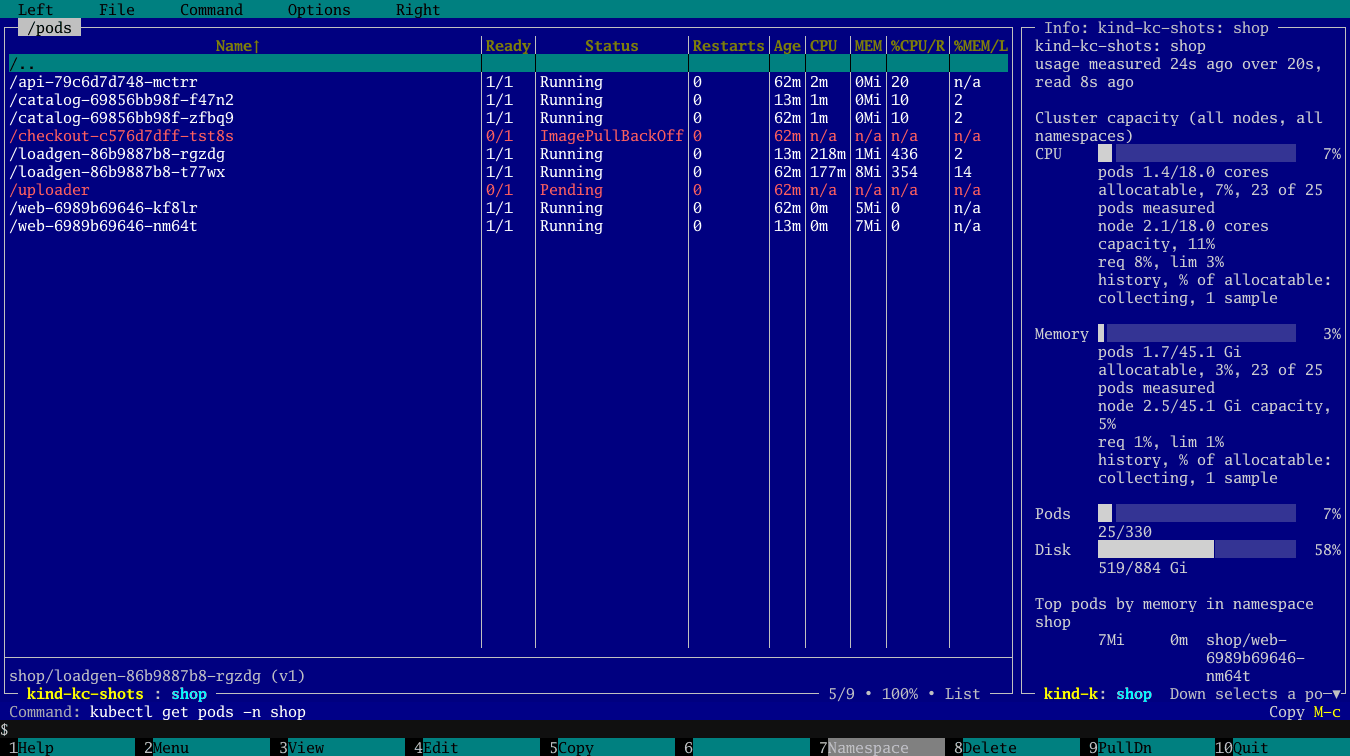 Left File Command Options Right
/pods
Name↑ Ready Status Restarts Age CPU MEM %CPU/R %MEM/L
/..
/api-79c6d7d748-mctrr 1/1 Running 0 62m 2m 0Mi 20 n/a
/catalog-69856bb98f-f47n2 1/1 Running 0 13m 1m 0Mi 10 2
/catalog-69856bb98f-zfbq9 1/1 Running 0 62m 1m 0Mi 10 2
/checkout-c576d7dff-tst8s 0/1 ImagePullBackOff 0 62m n/a n/a n/a n/a
/loadgen-86b9887b8-rgzdg 1/1 Running 0 13m 218m 1Mi 436 2
/loadgen-86b9887b8-t77wx 1/1 Running 0 62m 177m 8Mi 354 14
/uploader 0/1 Pending 0 62m n/a n/a n/a n/a
/web-6989b69646-kf8lr 1/1 Running 0 62m 0m 5Mi 0 n/a
/web-6989b69646-nm64t 1/1 Running 0 13m 0m 7Mi 0 n/a
shop/loadgen-86b9887b8-rgzdg (v1)
kind-kc-shots : shop 5/9 • 100% • List
Info: kind-kc-shots: shop
kind-kc-shots: shop
usage measured 24s ago over 20s,
read 8s ago
Cluster capacity (all nodes, all
namespaces)
CPU 7%
pods 1.4/18.0 cores
allocatable, 7%, 23 of 25
pods measured
node 2.1/18.0 cores
capacity, 11%
req 8%, lim 3%
history, % of allocatable:
collecting, 1 sample
Memory 3%
pods 1.7/45.1 Gi
allocatable, 3%, 23 of 25
pods measured
node 2.5/45.1 Gi capacity,
5%
req 1%, lim 1%
history, % of allocatable:
collecting, 1 sample
Pods 7%
25/330
Disk 58%
519/884 Gi
Top pods by memory in namespace
shop
7Mi 0m shop/web-
6989b69646-
nm64t
kind-k: shop Down selects a po ▼
Command: kubectl get pods -n shop Copy M-c
$
1Help 2Menu 3View 4Edit 5Copy 6 7Namespace 8Delete 9PullDn 10Quit